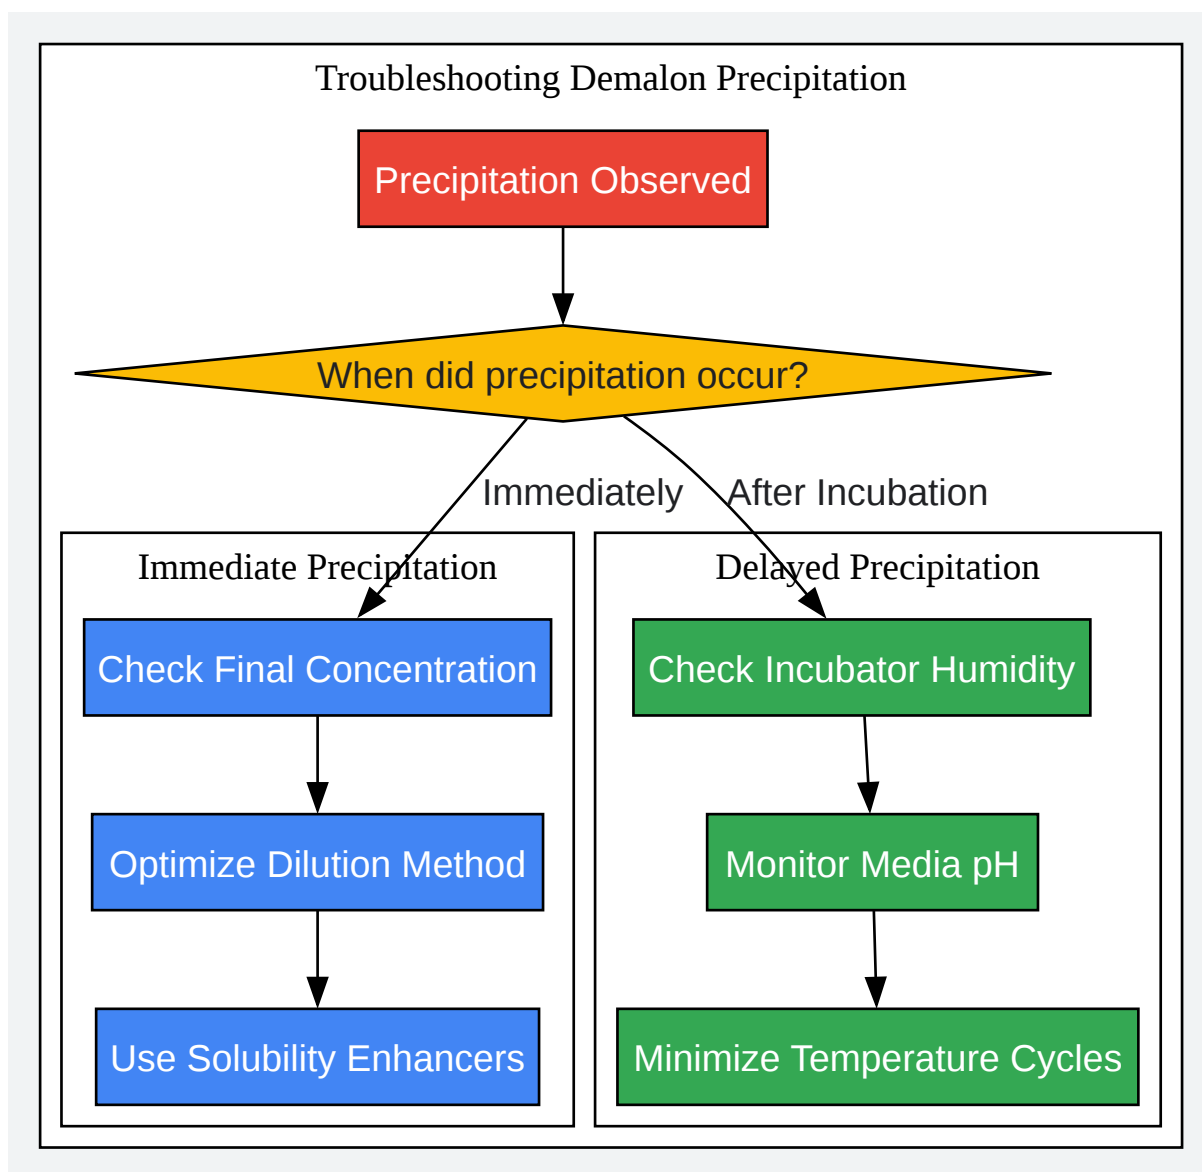 Troubleshooting Demalon Precipitation
Precipitation Observed
When did precipitation occur?
Immediately
After Incubation
Immediate Precipitation
Delayed Precipitation
Check Final Concentration
Check Incubator Humidity
Optimize Dilution Method
Monitor Media pH
Use Solubility Enhancers
Minimize Temperature Cycles